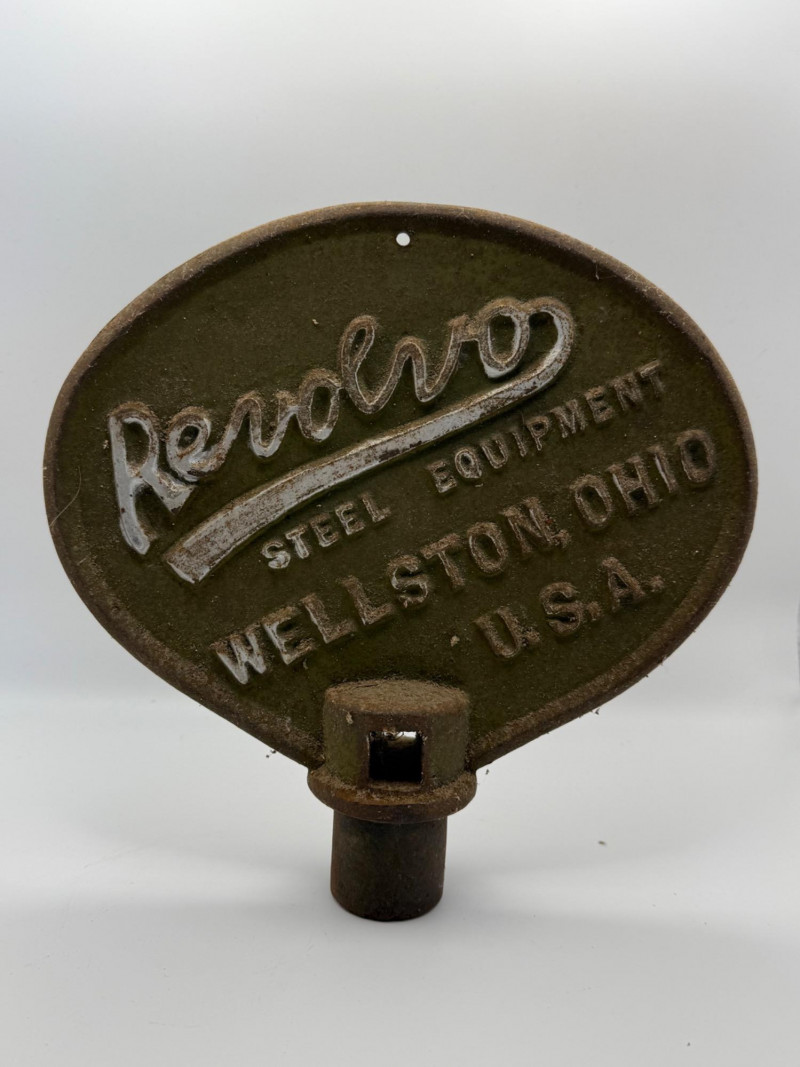 Revolvo
STEEL EQUIPMENT
WELLSTON, OHIO
U.S.A.